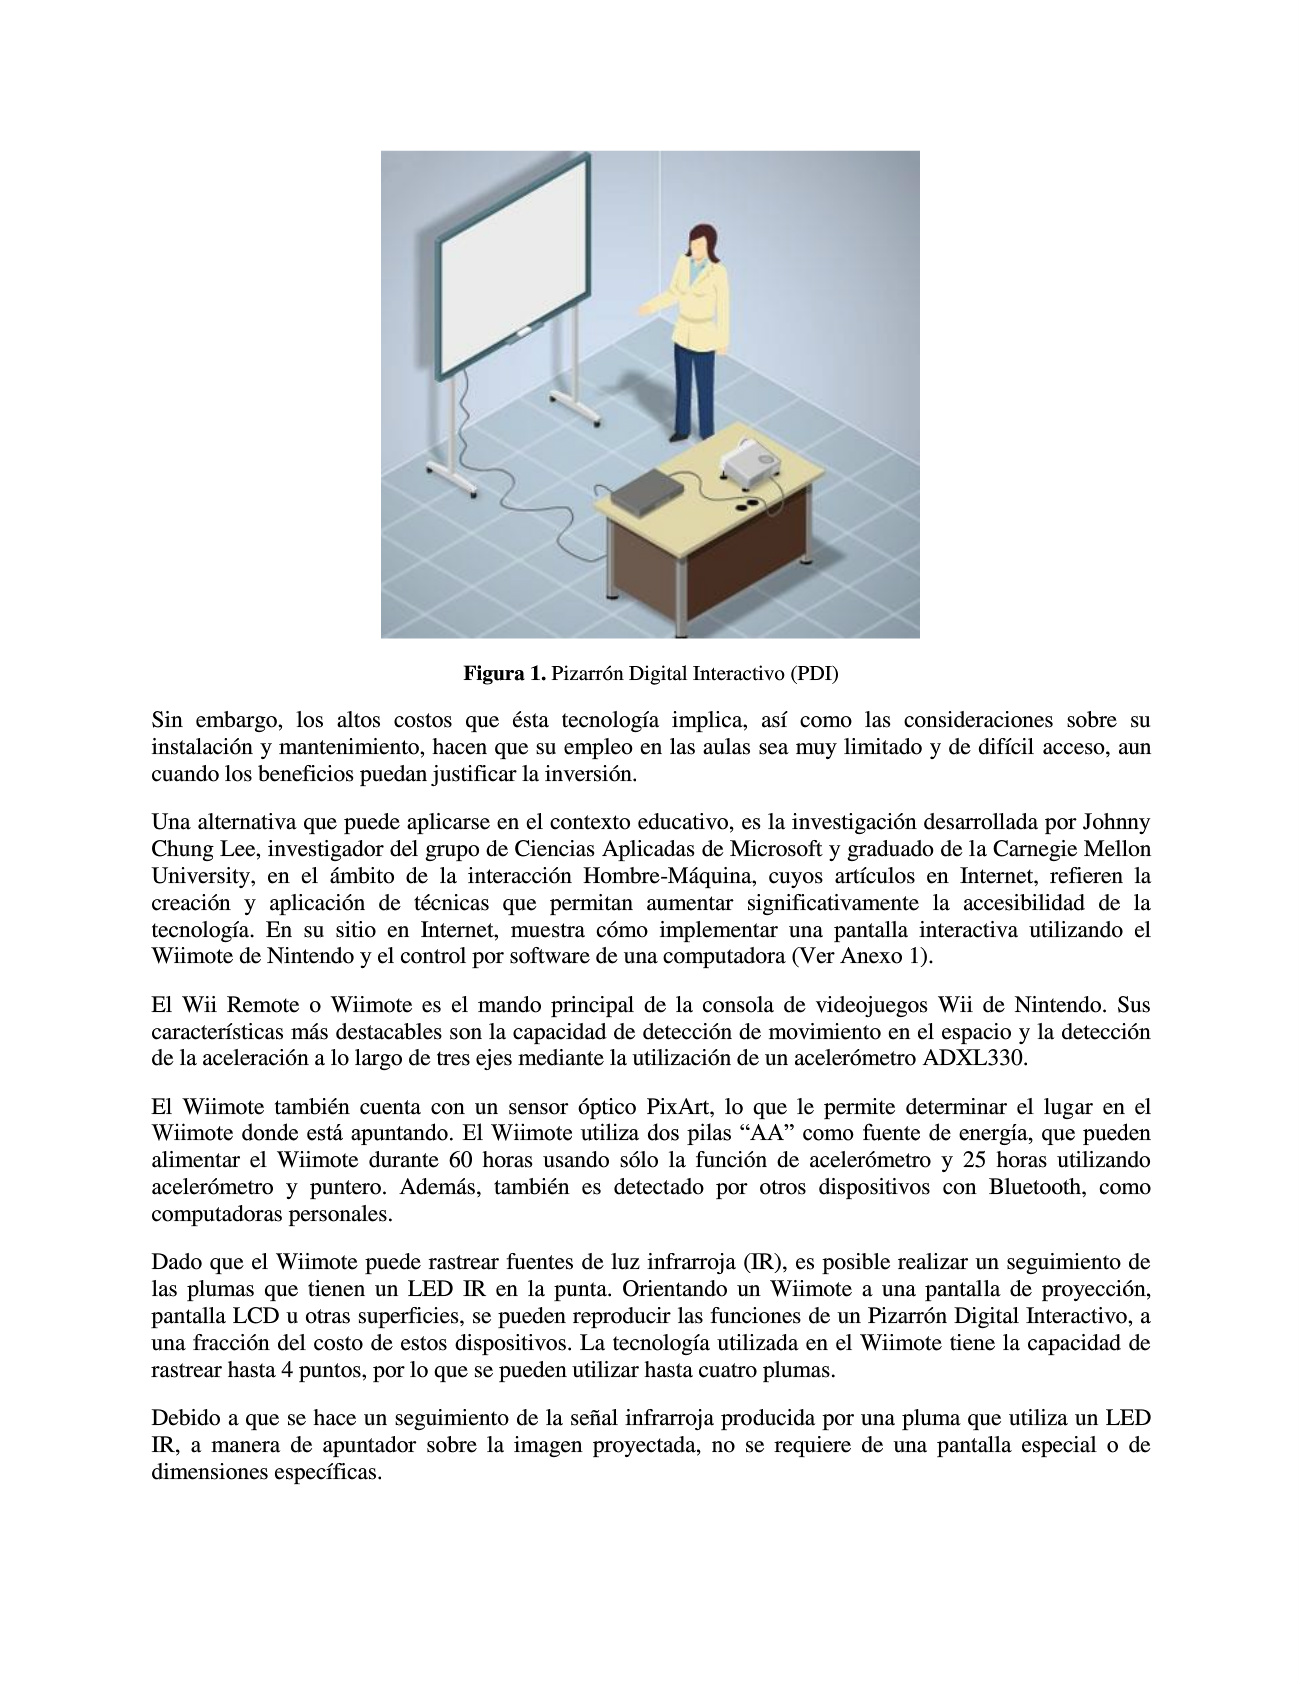 Figura 1. Pizarrón Digital Interactivo (PDI)
Sin embargo, los altos costos que ésta tecnología implica, así como las consideraciones sobre su
instalación y mantenimiento, hacen que su empleo en las aulas sea muy limitado y de difícil acceso, aun
cuando los beneficios puedan justificar la inversión.
Una alternativa que puede aplicarse en el contexto educativo, es la investigación desarrollada por Johnny
Chung Lee, investigador del grupo de Ciencias Aplicadas de Microsoft y graduado de la Carnegie Mellon
University, en el ámbito de la interacción Hombre-Máquina, cuyos artículos en Internet, refieren la
creación y aplicación de técnicas que permitan aumentar significativamente la accesibilidad de la
tecnología. En su sitio en Internet, muestra cómo implementar una pantalla interactiva utilizando el
Wiimote de Nintendo y el control por software de una computadora (Ver Anexo 1).
El Wii Remote o Wiimote es el mando principal de la consola de videojuegos Wii de Nintendo. Sus
características más destacables son la capacidad de detección de movimiento en el espacio y la detección
de la aceleración a lo largo de tres ejes mediante la utilización de un acelerómetro ADXL330.
El Wiimote también cuenta con un sensor óptico PixArt, lo que le permite determinar el lugar en el
Wiimote donde está apuntando. El Wiimote utiliza dos pilas “AA” como fuente de energía, que pueden
alimentar el Wiimote durante 60 horas usando sólo la función de acelerómetro y 25 horas utilizando
acelerómetro y puntero. Además, también es detectado por otros dispositivos con Bluetooth, como
computadoras personales.
Dado que el Wiimote puede rastrear fuentes de luz infrarroja (IR), es posible realizar un seguimiento de
las plumas que tienen un LED IR en la punta. Orientando un Wiimote a una pantalla de proyección,
pantalla LCD u otras superficies, se pueden reproducir las funciones de un Pizarrón Digital Interactivo, a
una fracción del costo de estos dispositivos. La tecnología utilizada en el Wiimote tiene la capacidad de
rastrear hasta 4 puntos, por lo que se pueden utilizar hasta cuatro plumas.
Debido a que se hace un seguimiento de la señal infrarroja producida por una pluma que utiliza un LED
IR, a manera de apuntador sobre la imagen proyectada, no se requiere de una pantalla especial o de
dimensiones específicas.